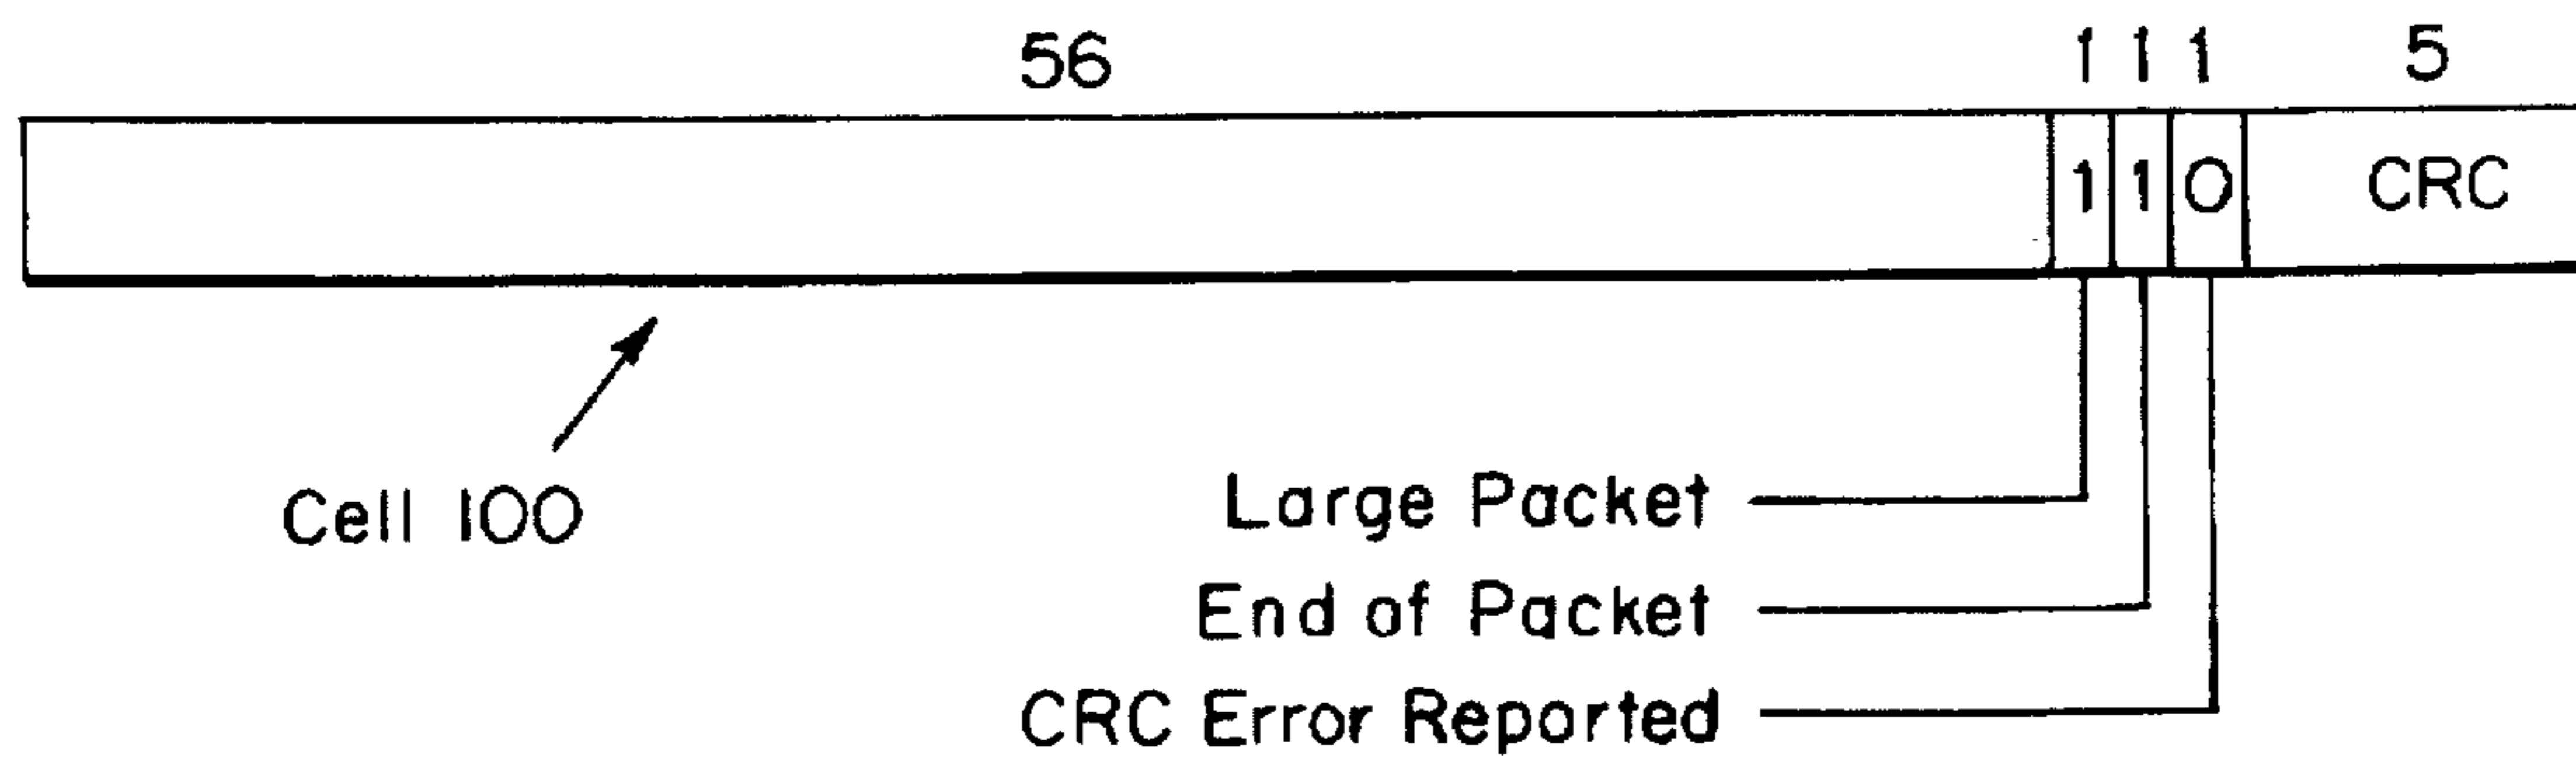 56 1 1 1 5
1 1 0 CRC
Cell 100
Large Packet
End of Packet
CRC Error Reported